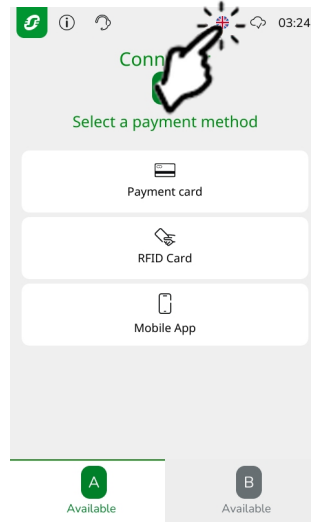 03:24
Conn
Select a payment method
Payment card
RFID Card
Mobile App
A
Available
B
Available